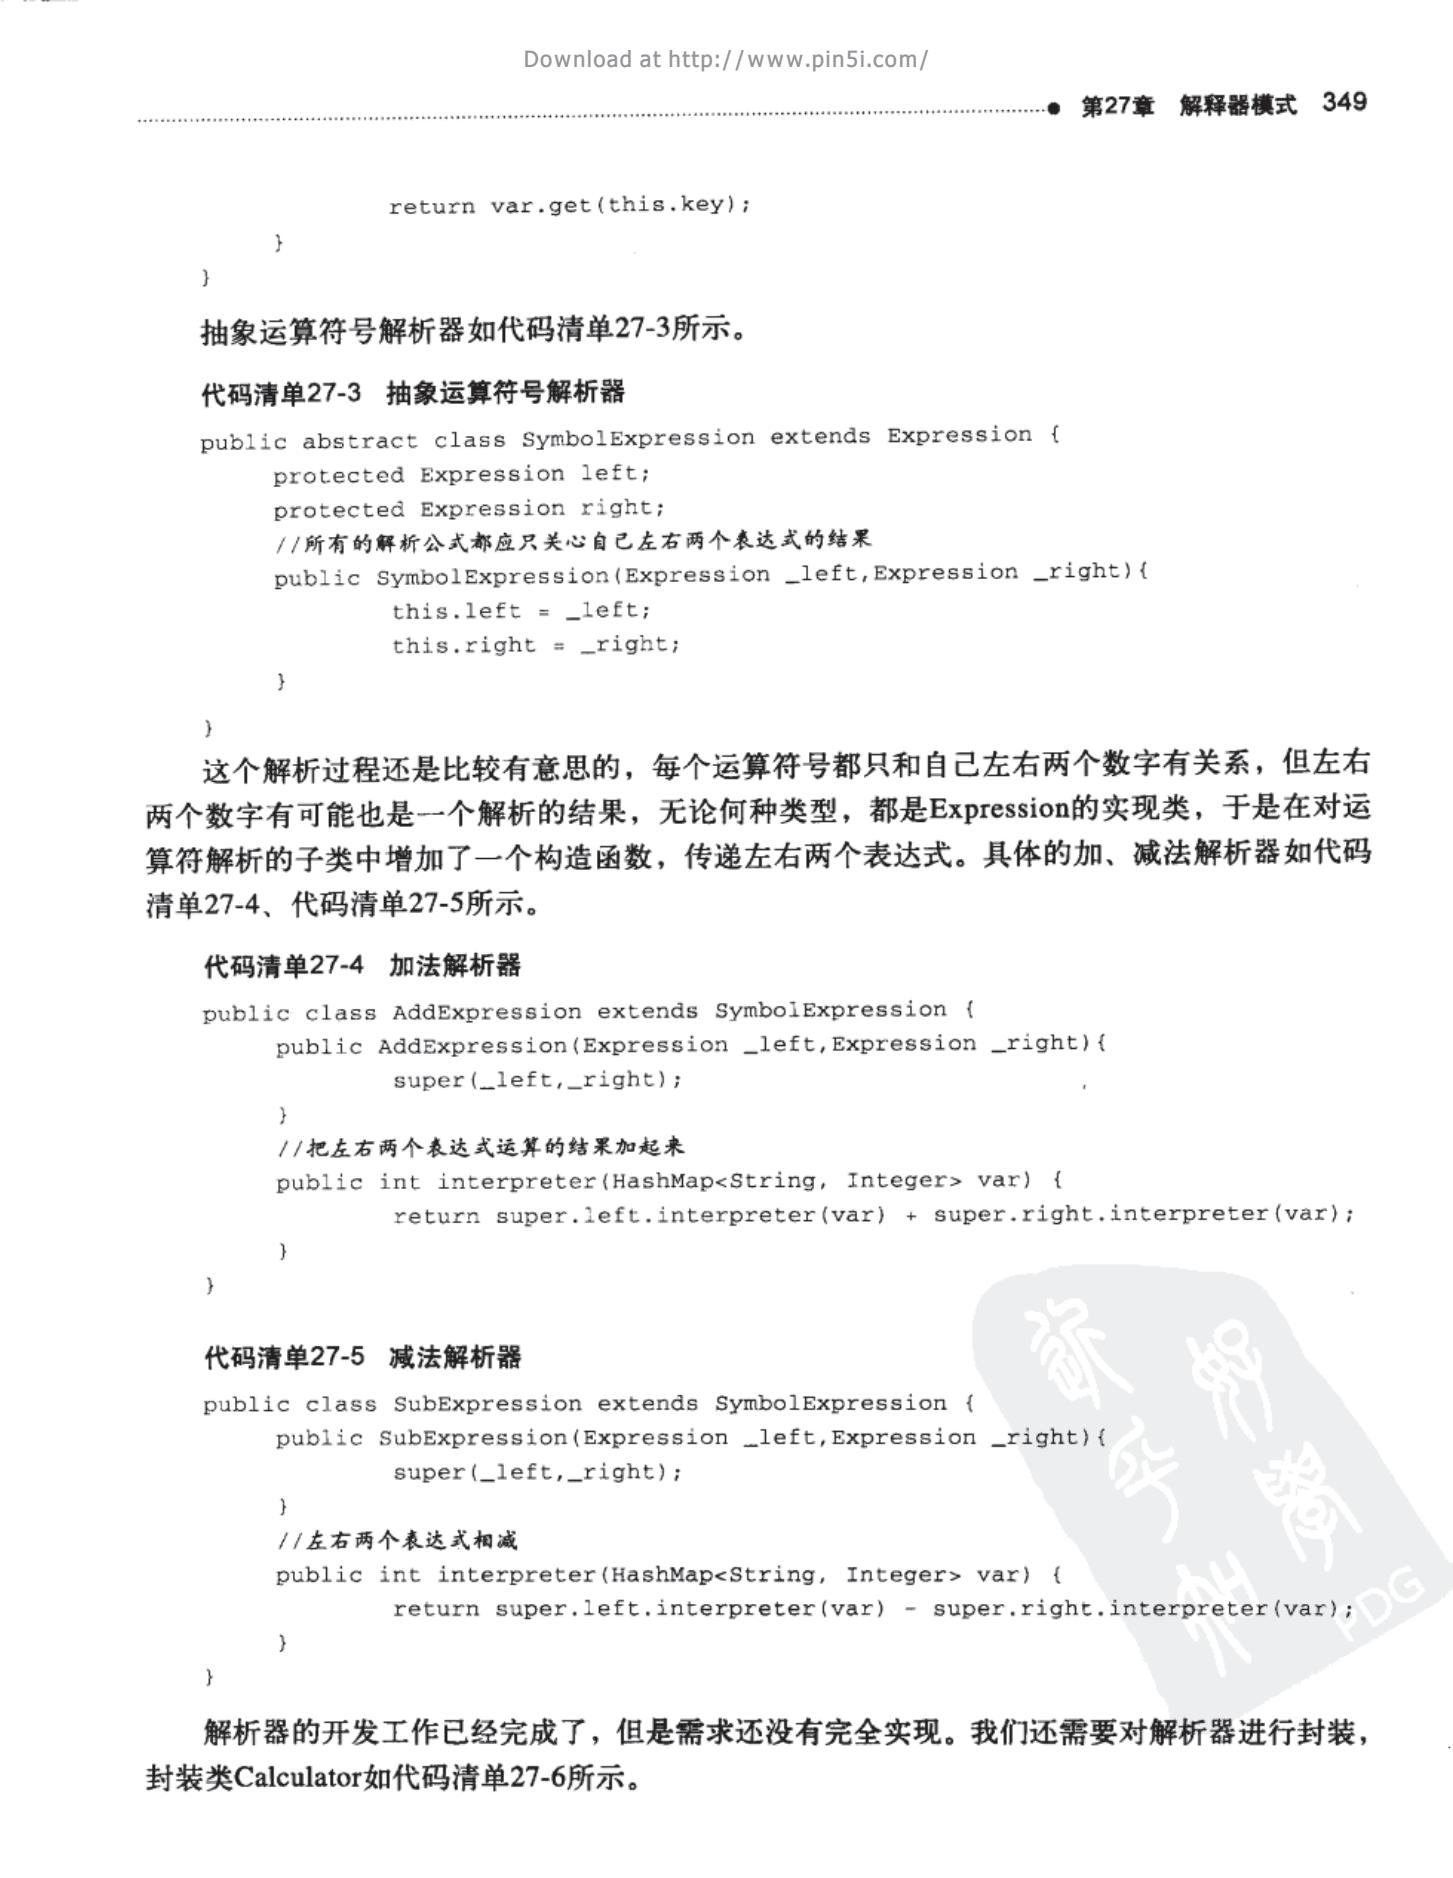 Download at http://www.pin5i.com/
第27章 解释器模式 349
return var.get(this.key);
}
}
抽象运算符号解析器如代码清单27-3所示。
代码清单27-3 抽象运算符号解析器
public abstract class SymbolExpression extends Expression {
protected Expression left;
protected Expression right;
//所有的解析公式都应只关心自己左右两个表达式的结果
public SymbolExpression(Expression _left,Expression _right){
this.left = _left;
this.right = _right;
}
}
这个解析过程还是比较有意思的，每个运算符号都只和自己左右两个数字有关系，但左右
两个数字有可能也是一个解析的结果，无论何种类型，都是Expression的实现类，于是在对运
算符解析的子类中增加了一个构造函数，传递左右两个表达式。具体的加、减法解析器如代码
清单27-4、代码清单27-5所示。
代码清单27-4 加法解析器
public class AddExpression extends SymbolExpression {
public AddExpression(Expression _left,Expression _right){
super(_left,_right);
}
//把左右两个表达式运算的结果加起来
public int interpreter(HashMap<String, Integer> var) {
return super.left.interpreter(var) + super.right.interpreter(var);
}
}
代码清单27-5 减法解析器
public class SubExpression extends SymbolExpression {
public SubExpression(Expression _left,Expression _right){
super(_left,_right);
}
//左右两个表达式相减
public int interpreter(HashMap<String, Integer> var) {
return super.left.interpreter(var) - super.right.interpreter(var);
}
}
PDG
解析器的开发工作已经完成了，但是需求还没有完全实现。我们还需要对解析器进行封装，
封装类Calculator如代码清单27-6所示。